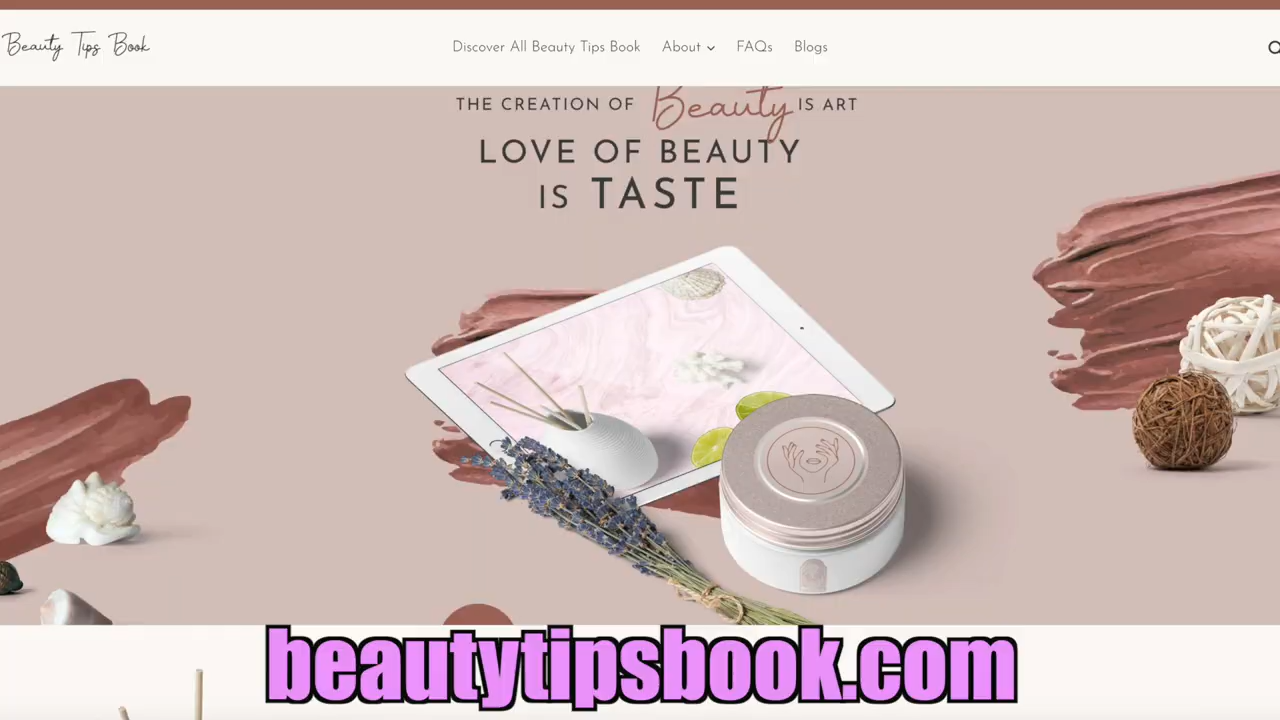 Beauty Tips Book
Discover All Beauty Tips Book About FAQs Blogs
THE CREATION OF Beauty IS ART
LOVE OF BEAUTY
IS TASTE
beautytipsbook.com